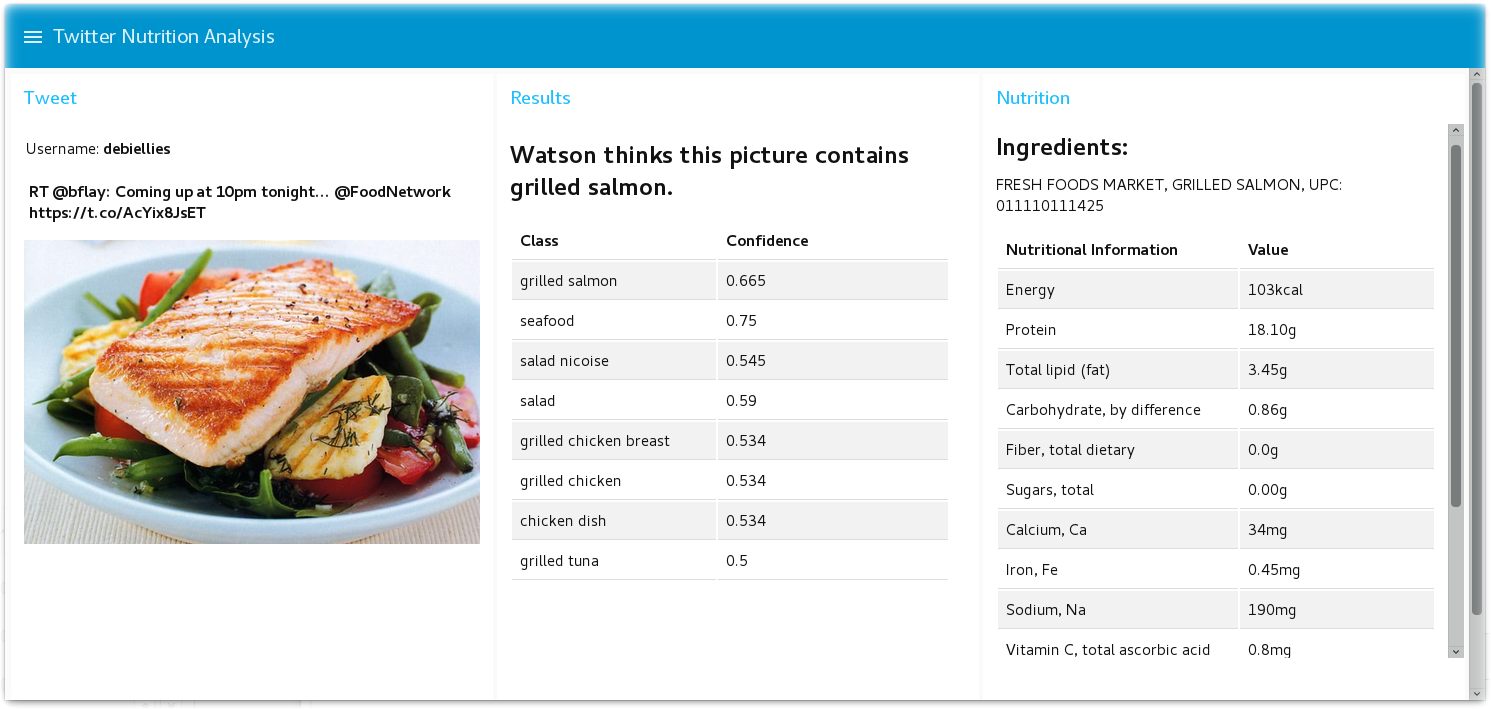 Twitter Nutrition Analysis
Tweet
Username: debiellies
RT @bflay: Coming up at 10pm tonight... @FoodNetwork
https://t.co/AcYix8JsET
Results
Watson thinks this picture contains
grilled salmon.
Class Confidence
grilled salmon 0.665
seafood 0.75
salad nicoise 0.545
salad 0.59
grilled chicken breast 0.534
grilled chicken 0.534
chicken dish 0.534
grilled tuna 0.5
Nutrition
Ingredients:
FRESH FOODS MARKET, GRILLED SALMON, UPC:
011110111425
Nutritional Information Value
Energy 103kcal
Protein 18.10g
Total lipid (fat) 3.45g
Carbohydrate, by difference 0.86g
Fiber, total dietary 0.0g
Sugars, total 0.00g
Calcium, Ca 34mg
Iron, Fe 0.45mg
Sodium, Na 190mg
Vitamin C, total ascorbic acid 0.8mg